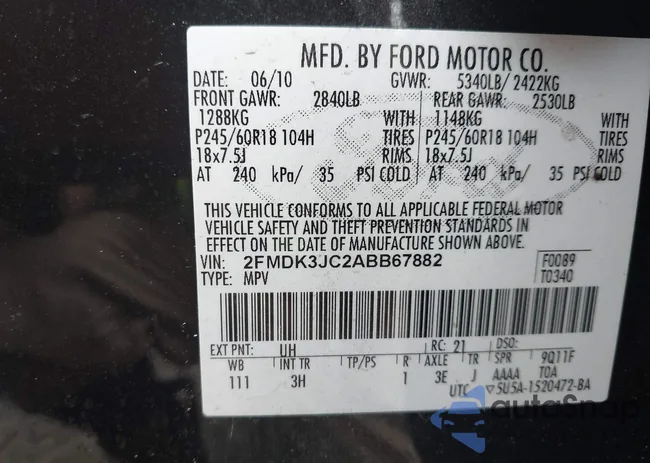 MFD. BY FORD MOTOR CO.
DATE: 06/10 GVWR: 5340LB/ 2422KG
FRONT GAWR: 2840LB REAR GAWR: 2530LB
1288KG WITH 1148KG WITH
P245/60R18 104H TIRES P245/60R18 104H TIRES
18x7.5J RIMS 18x7.5J RIMS
AT 240 kPa/ 35 PSI COLD AT 240 kPa/ 35 PSI COLD
THIS VEHICLE CONFORMS TO ALL APPLICABLE FEDERAL MOTOR
VEHICLE SAFETY AND THEFT PREVENTION STANDARDS IN
EFFECT ON THE DATE OF MANUFACTURE SHOWN ABOVE.
VIN: 2FMDK3JC2ABB67882 F0089
TYPE: MPV T0340
EXT PNT: UH RC: 21 DSO:
WB INT TR TP/PS R AXLE TR SPR 9Q11F
111 3H 1 3E J AAAA TOA
UTC ▽5U5A-1520472-BA
autoSnap